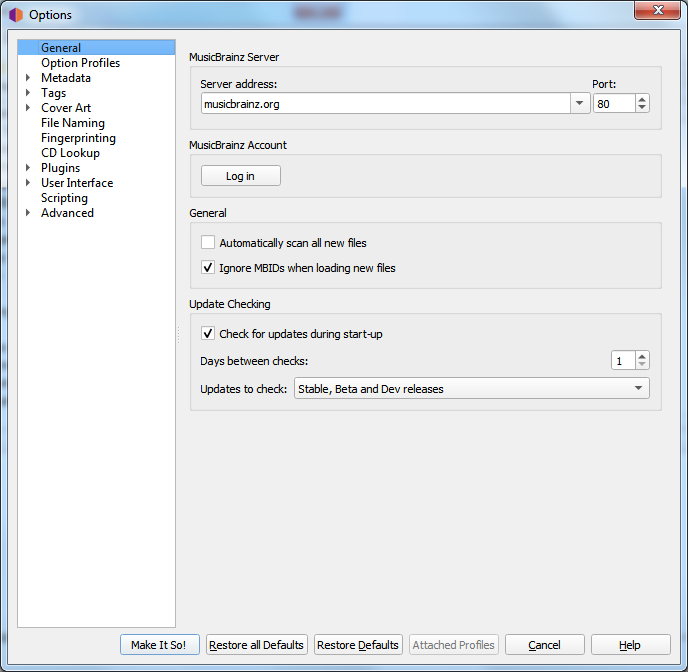 Options
General
Option Profiles
Metadata
Tags
Cover Art
File Naming
Fingerprinting
CD Lookup
Plugins
User Interface
Scripting
Advanced
MusicBrainz Server
Server address: Port:
musicbrainz.org 80
MusicBrainz Account
Log in
General
Automatically scan all new files
Ignore MBIDs when loading new files
Update Checking
Check for updates during start-up
Days between checks: 1
Updates to check: Stable, Beta and Dev releases
Make It So! Restore all Defaults Restore Defaults Attached Profiles Cancel Help